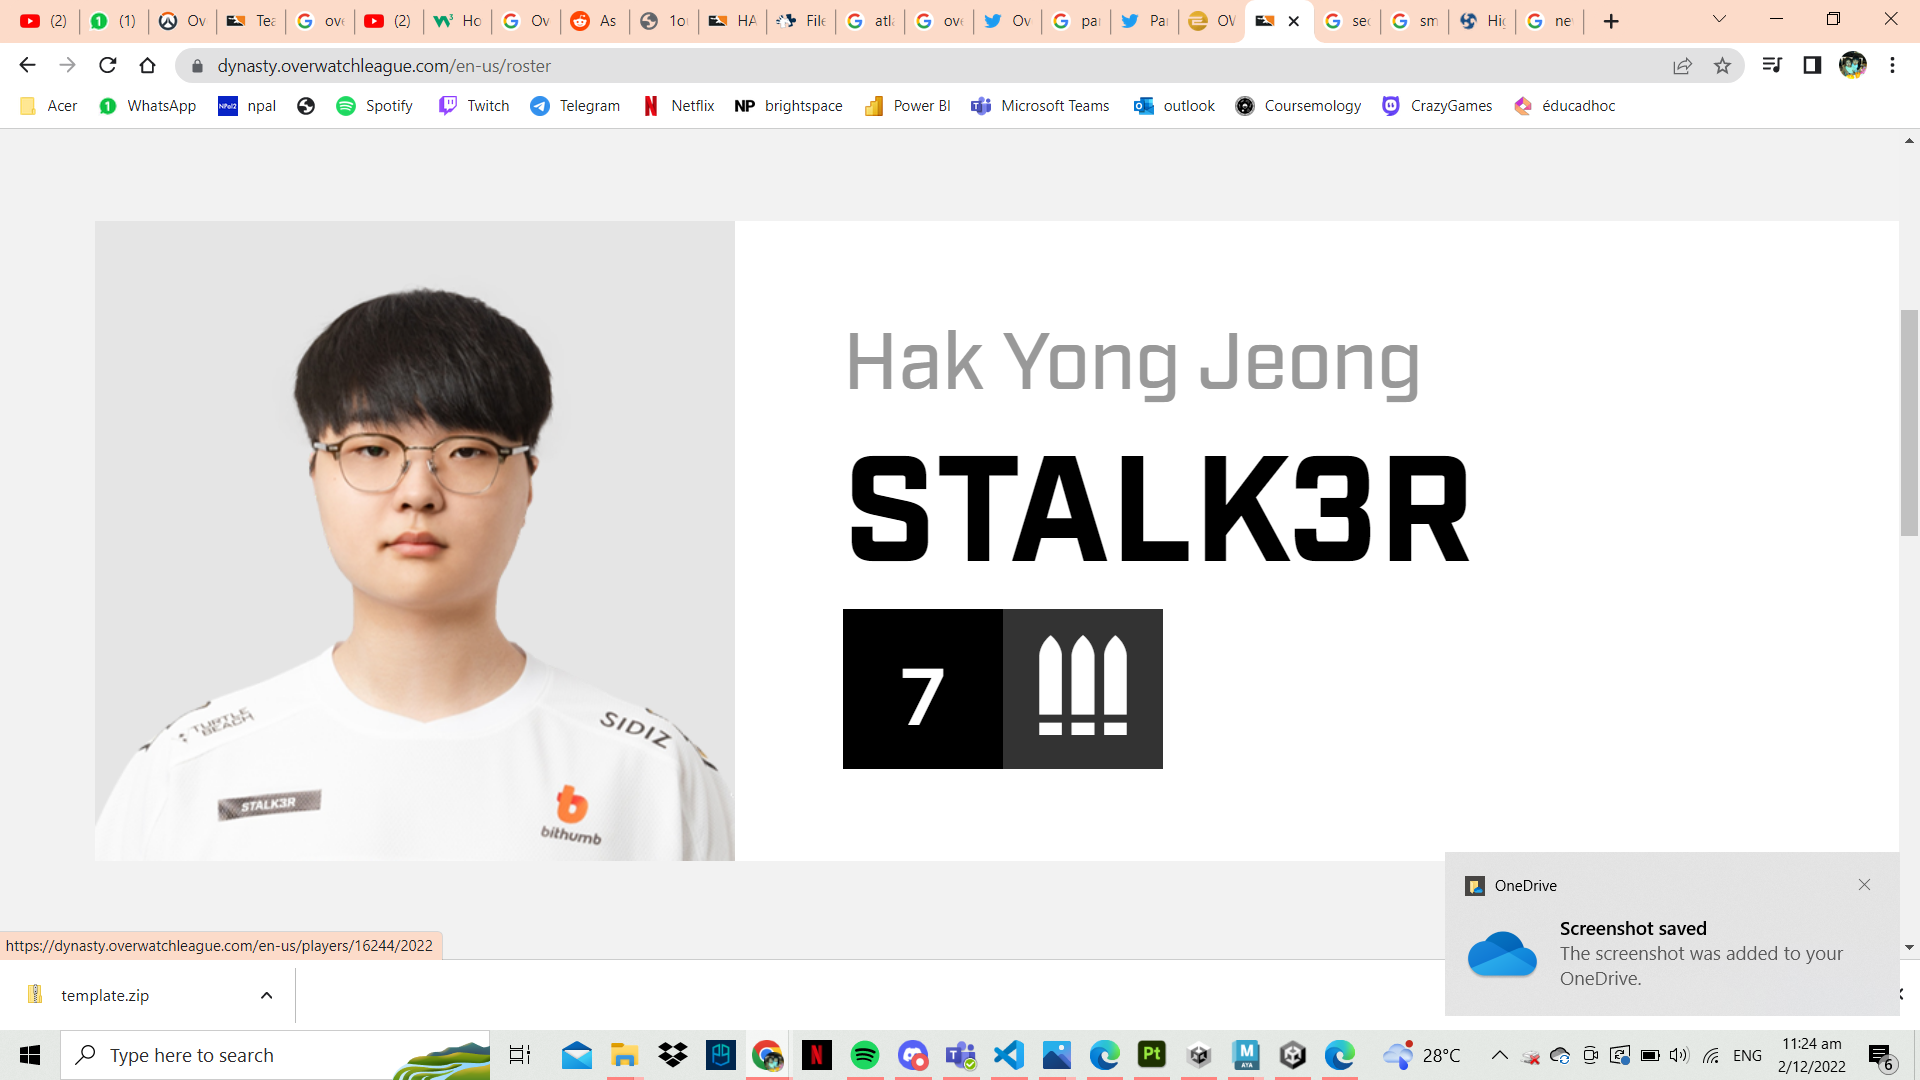 (2)
(1)
Ov
Tea
ove
(2)
Ho
Ov
As
1ou
HA
File
atla
ove
Ov
par
Par
OW
sec
sm
Hig
nev
dynasty.overwatchleague.com/en-us/roster
Acer
WhatsApp
npal
Spotify
Twitch
Telegram
Netflix
NP brightspace
Power BI
Microsoft Teams
outlook
Coursemology
CrazyGames
éducadhoc
Hak Yong Jeong
STALK3R
7
TURTLE
BEACH
SIDIZ
STALK3R
bithumb
OneDrive
Screenshot saved
The screenshot was added to your
OneDrive.
https://dynasty.overwatchleague.com/en-us/players/16244/2022
template.zip
Type here to search
28°C
ENG
11:24 am
2/12/2022
6